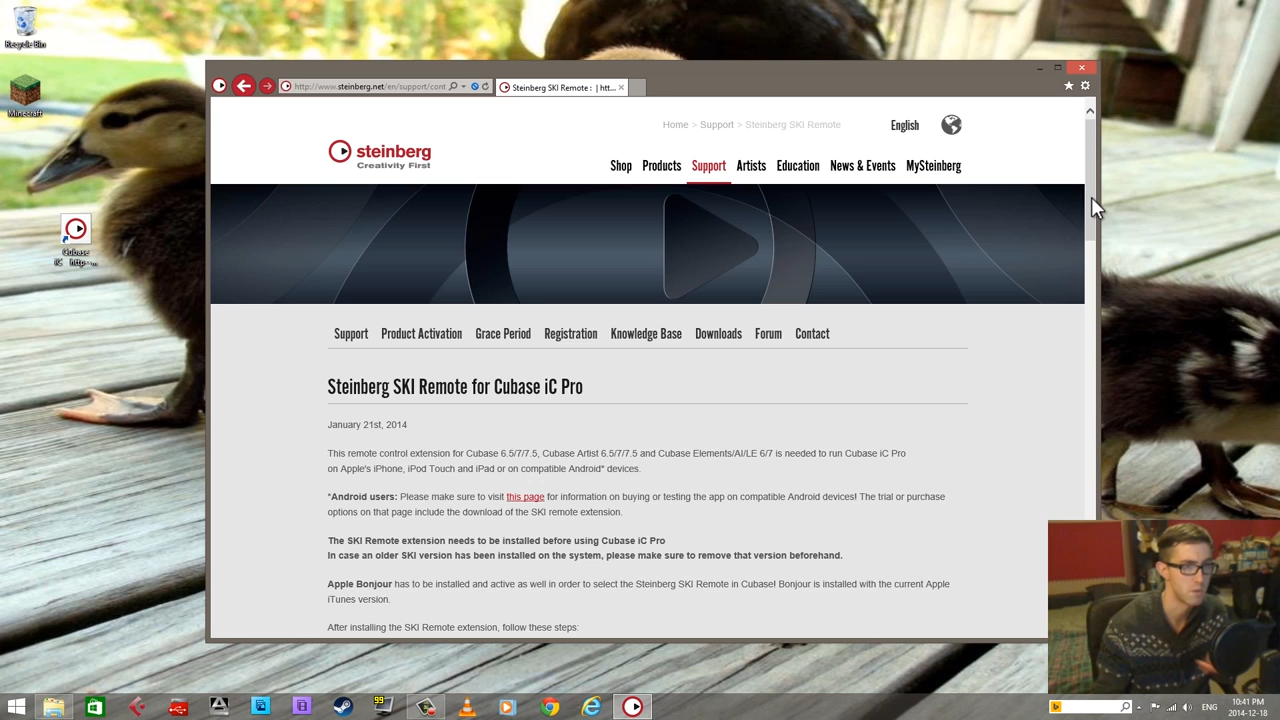 Recycle Bin
Minecraft
Cubase
iC http--...
http://www.steinberg.net/en/support/cont
Steinberg SKI Remote : | htt...
Home > Support > Steinberg SKI Remote
English
steinberg
Creativity First
Shop Products Support Artists Education News & Events MySteinberg
Support Product Activation Grace Period Registration Knowledge Base Downloads Forum Contact
Steinberg SKI Remote for Cubase iC Pro
January 21st, 2014
This remote control extension for Cubase 6.5/7/7.5, Cubase Artist 6.5/7/7.5 and Cubase Elements/AI/LE 6/7 is needed to run Cubase iC Pro
on Apple's iPhone, iPod Touch and iPad or on compatible Android* devices.
*Android users: Please make sure to visit this page for information on buying or testing the app on compatible Android devices! The trial or purchase
options on that page include the download of the SKI remote extension.
The SKI Remote extension needs to be installed before using Cubase iC Pro
In case an older SKI version has been installed on the system, please make sure to remove that version beforehand.
Apple Bonjour has to be installed and active as well in order to select the Steinberg SKI Remote in Cubase! Bonjour is installed with the current Apple
iTunes version.
After installing the SKI Remote extension, follow these steps:
99
ENG
10:41 PM
2014-12-18